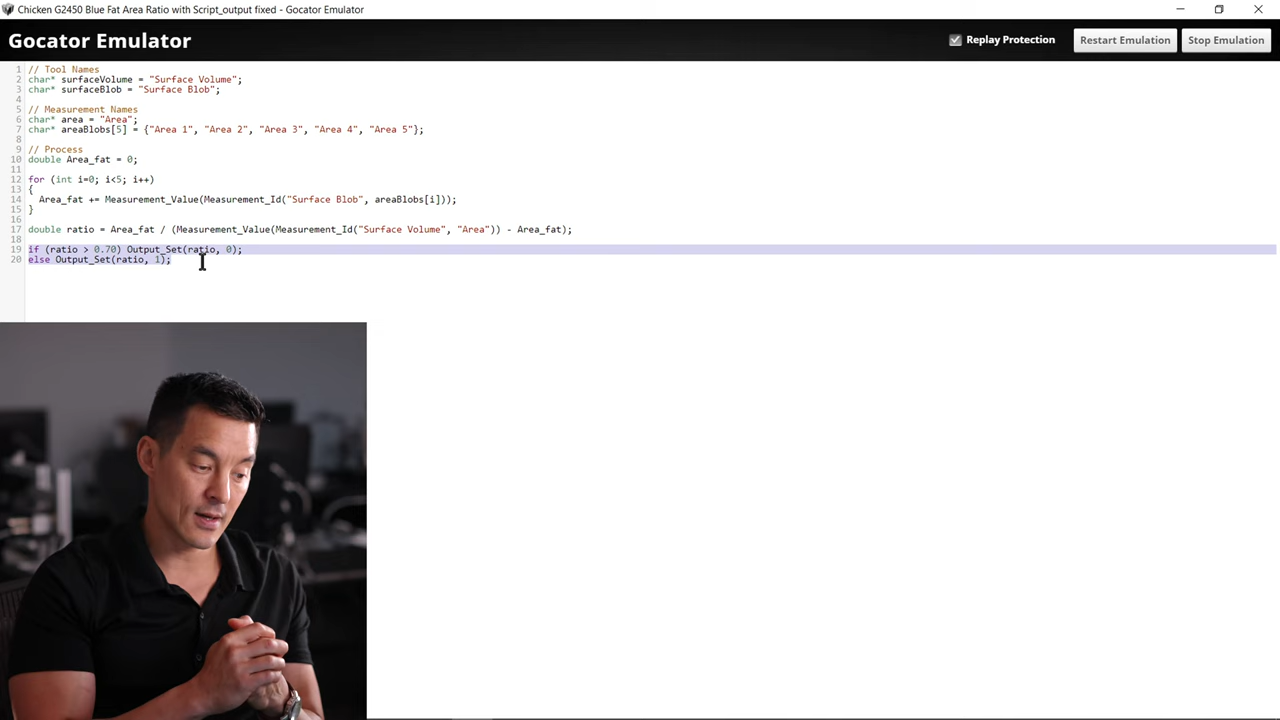 Chicken G2450 Blue Fat Area Ratio with Script_output fixed - Gocator Emulator
Gocator Emulator
Replay Protection
Restart Emulation
Stop Emulation
1 // Tool Names
2 char* surfaceVolume = "Surface Volume";
3 char* surfaceBlob = "Surface Blob";
4
5 // Measurement Names
6 char* area = "Area";
7 char* areaBlobs[5] = {"Area 1", "Area 2", "Area 3", "Area 4", "Area 5"};
8
9 // Process
10 double Area_fat = 0;
11
12 for (int i=0; i<5; i++)
13 {
14 Area_fat += Measurement_Value(Measurement_Id("Surface Blob", areaBlobs[i]));
15 }
16
17 double ratio = Area_fat / (Measurement_Value(Measurement_Id("Surface Volume", "Area")) - Area_fat);
18
19 if (ratio > 0.70) Output_Set(ratio, 0);
20 else Output_Set(ratio, 1);